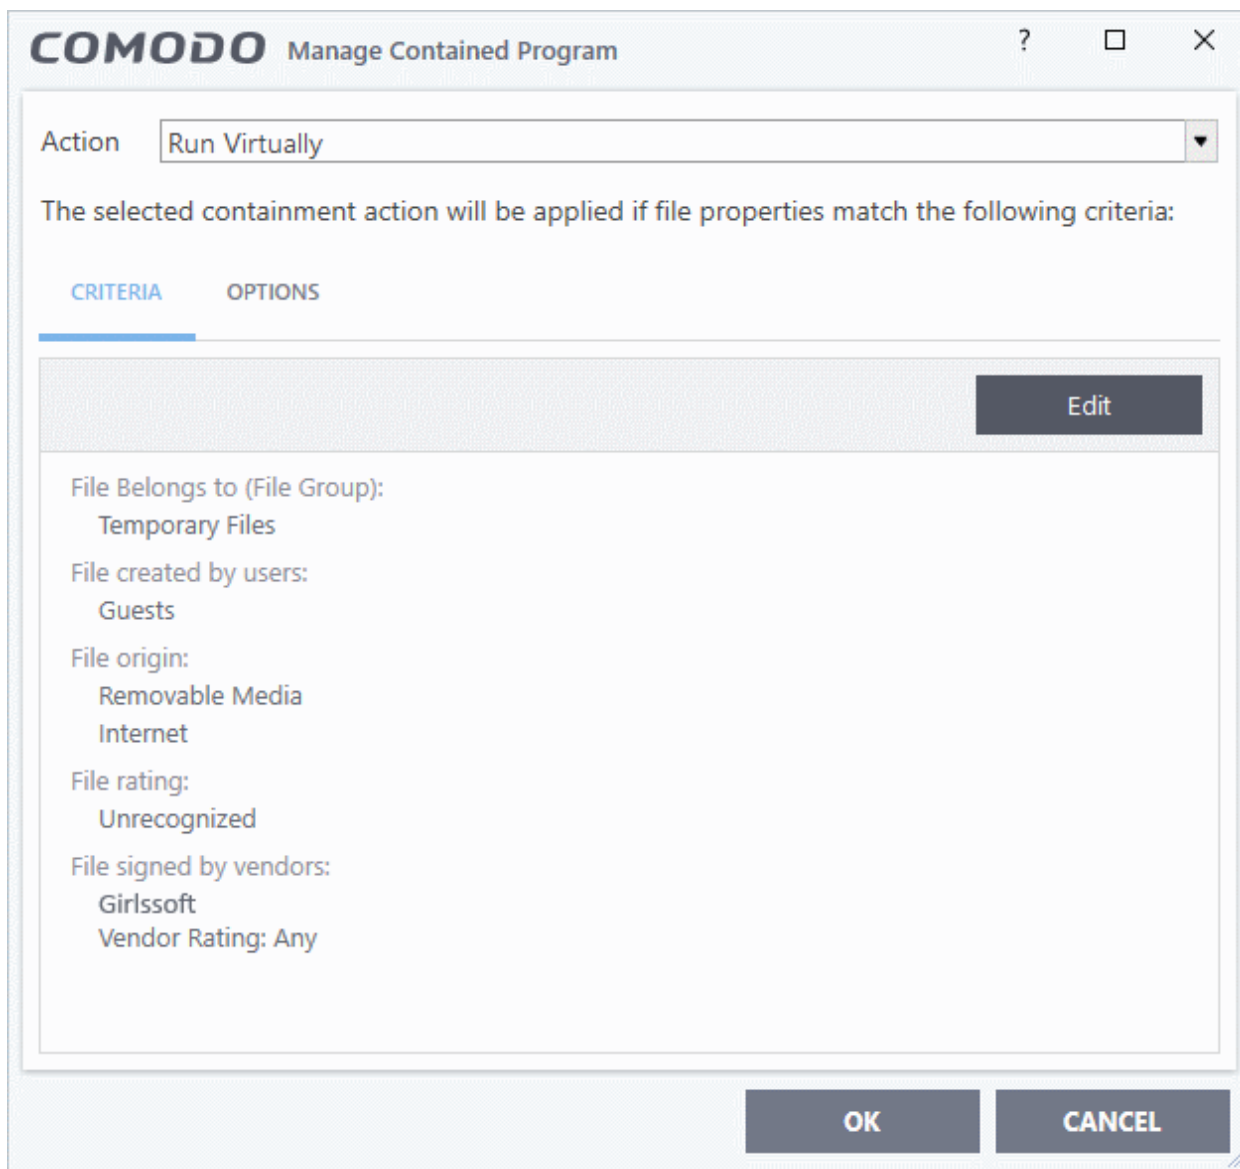 COMODO Manage Contained Program ?
Action Run Virtually
The selected containment action will be applied if file properties match the following criteria:
CRITERIA OPTIONS
Edit
File Belongs to (File Group):
Temporary Files
File created by users:
Guests
File origin:
Removable Media
Internet
File rating:
Unrecognized
File signed by vendors:
Girlssoft
Vendor Rating: Any
OK CANCEL